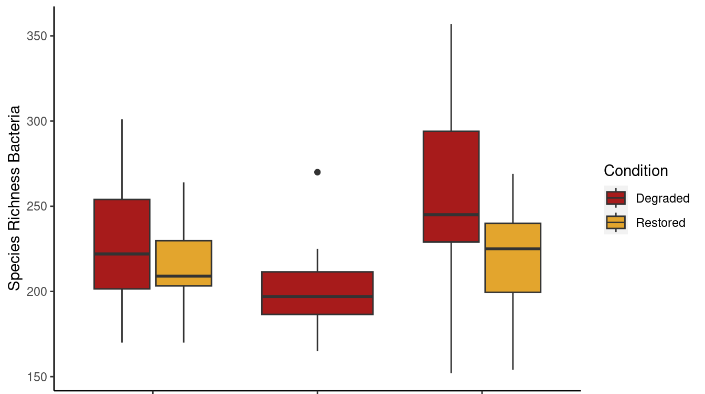 Species Richness Bacteria
350
300
250
200
150
Condition
Degraded
Restored